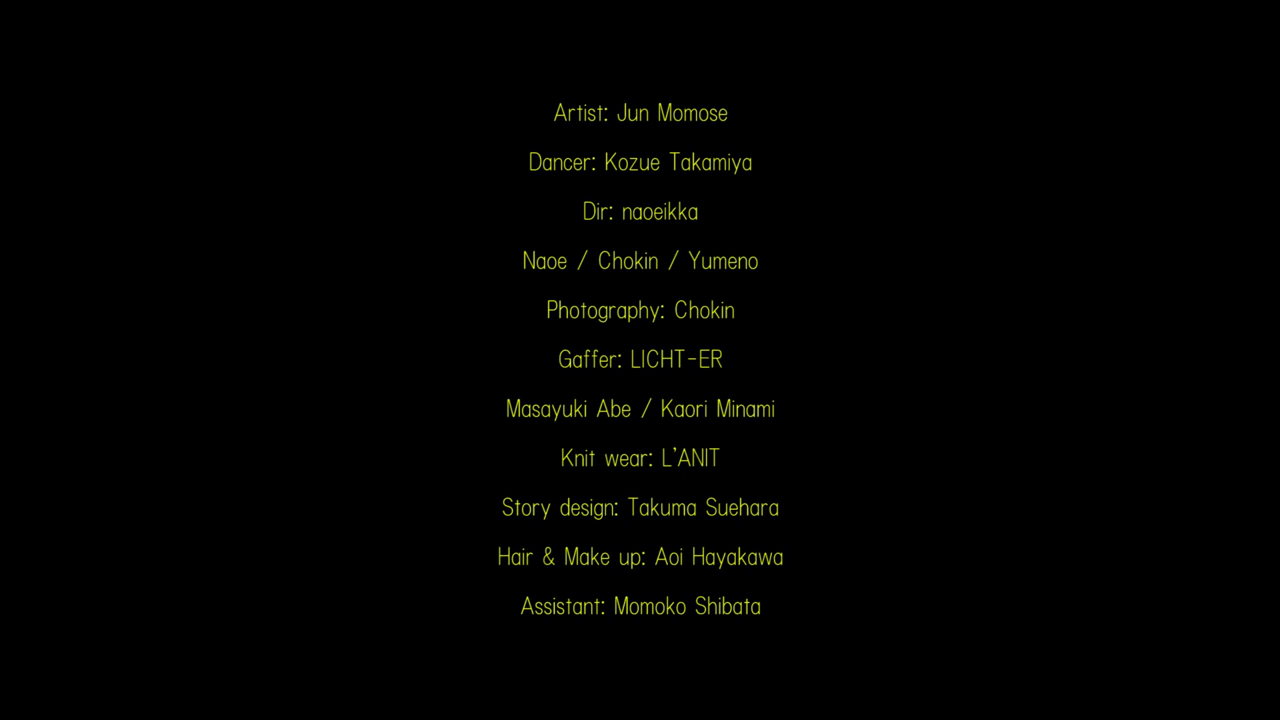 Artist: Jun Momose
Dancer: Kozue Takamiya
Dir: naoeikka
Naoe / Chokin / Yumeno
Photography: Chokin
Gaffer: LICHT-ER
Masayuki Abe / Kaori Minami
Knit wear: L'ANIT
Story design: Takuma Suehara
Hair & Make up: Aoi Hayakawa
Assistant: Momoko Shibata